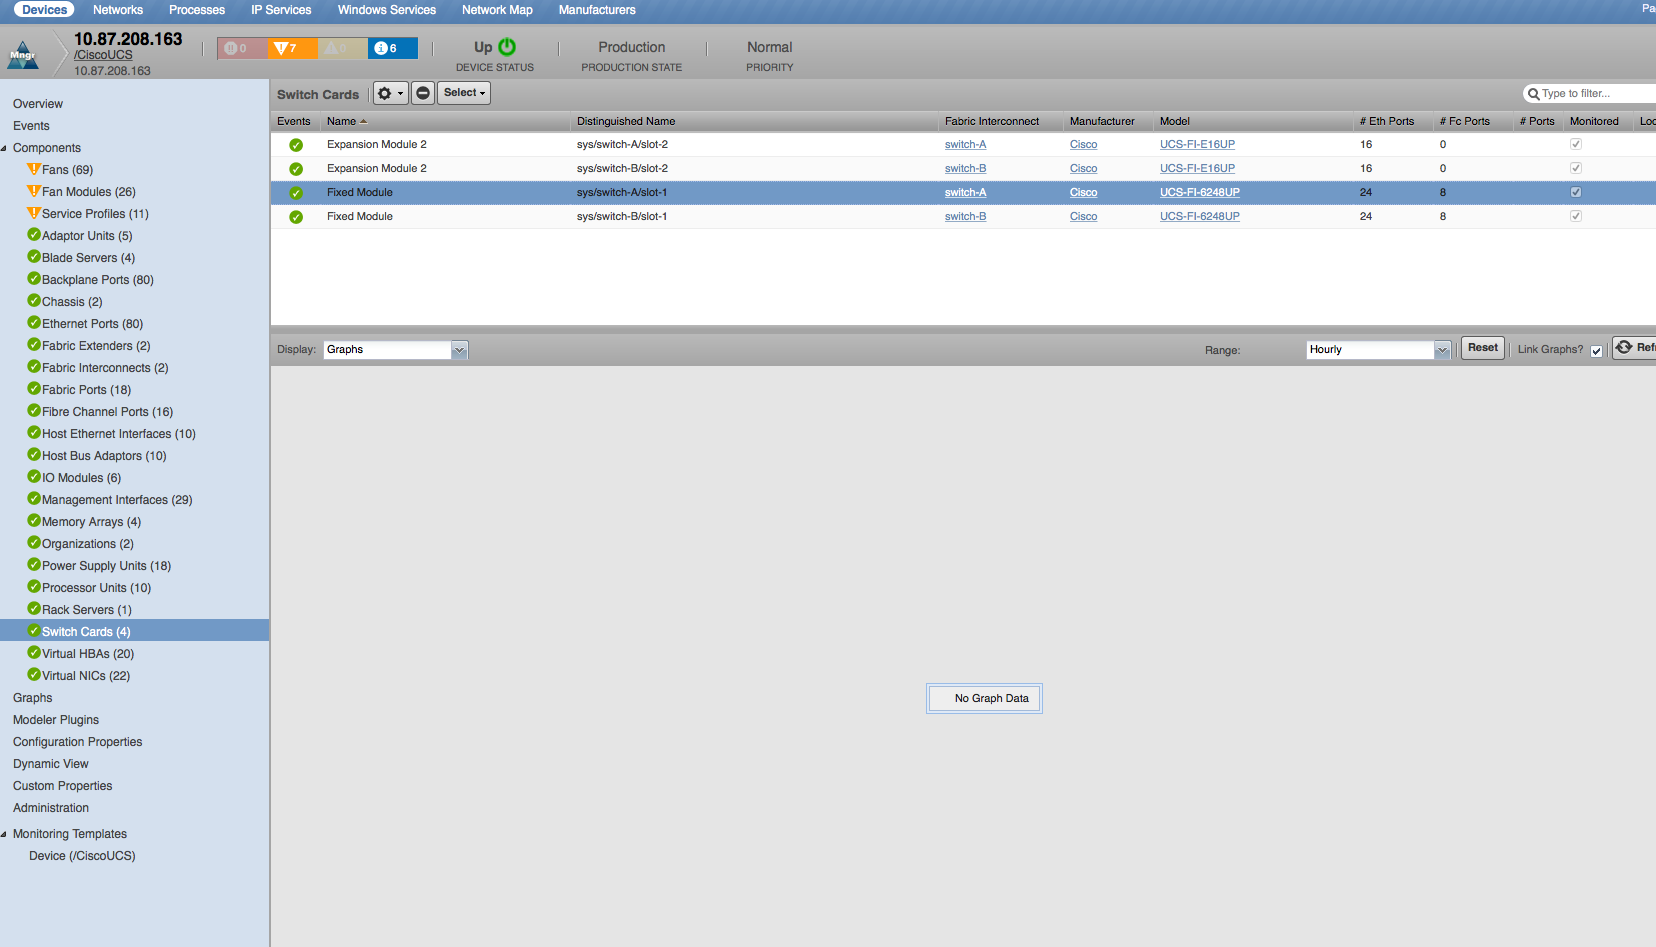 Devices Networks Processes IP Services Windows Services Network Map Manufacturers Pa
Mngr
10.87.208.163
/CiscoUCS
10.87.208.163
0 7 0 6
Up
DEVICE STATUS
Production
PRODUCTION STATE
Normal
PRIORITY
Overview
Events
Components
Fans (69)
Fan Modules (26)
Service Profiles (11)
Adaptor Units (5)
Blade Servers (4)
Backplane Ports (80)
Chassis (2)
Ethernet Ports (80)
Fabric Extenders (2)
Fabric Interconnects (2)
Fabric Ports (18)
Fibre Channel Ports (16)
Host Ethernet Interfaces (10)
Host Bus Adaptors (10)
IO Modules (6)
Management Interfaces (29)
Memory Arrays (4)
Organizations (2)
Power Supply Units (18)
Processor Units (10)
Rack Servers (1)
Switch Cards (4)
Virtual HBAs (20)
Virtual NICs (22)
Graphs
Modeler Plugins
Configuration Properties
Dynamic View
Custom Properties
Administration
Monitoring Templates
Device (/CiscoUCS)
Switch Cards Select Type to filter...
Events Name Distinguished Name Fabric Interconnect Manufacturer Model # Eth Ports # Fc Ports # Ports Monitored Loc
Expansion Module 2 sys/switch-A/slot-2 switch-A Cisco UCS-FI-E16UP 16 0
Expansion Module 2 sys/switch-B/slot-2 switch-B Cisco UCS-FI-E16UP 16 0
Fixed Module sys/switch-A/slot-1 switch-A Cisco UCS-FI-6248UP 24 8
Fixed Module sys/switch-B/slot-1 switch-B Cisco UCS-FI-6248UP 24 8
Display: Graphs Range: Hourly Reset Link Graphs? Refr
No Graph Data